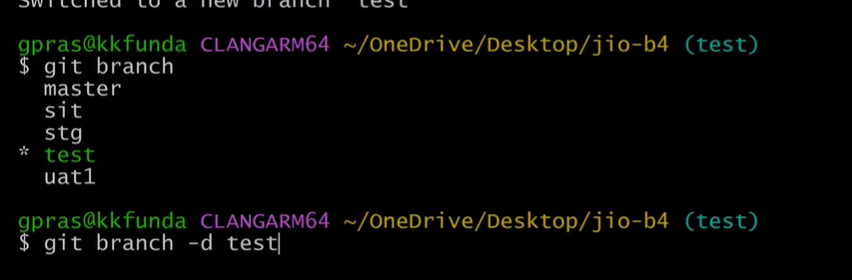 Switched to a new branch 'test'
gpras@kkfunda CLANGARM64 ~/OneDrive/Desktop/jio-b4 (test)
$ git branch
  master
  sit
  stg
* test
  uat1
gpras@kkfunda CLANGARM64 ~/OneDrive/Desktop/jio-b4 (test)
$ git branch -d test